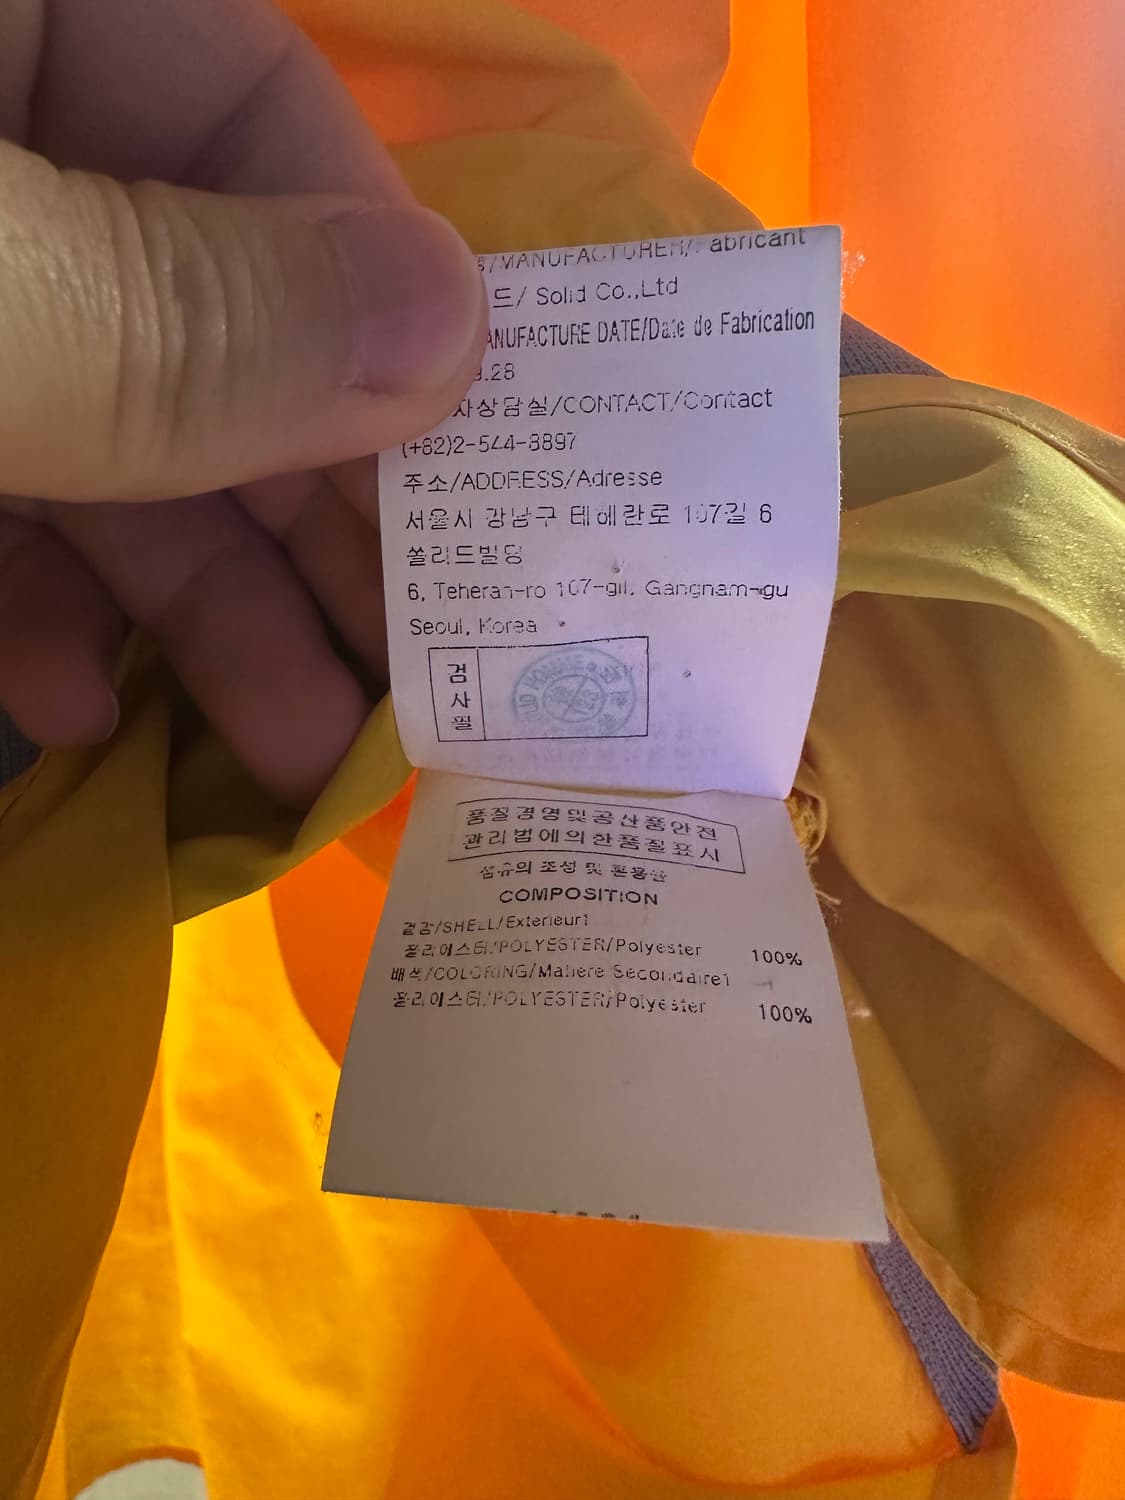 /MANUFACTURER/Fabricant
드/ Solid Co.,Ltd
ANUFACTURE DATE/Date de Fabrication
.28
자상담실/CONTACT/Contact
(+82)2-544-8897
주소/ADDRESS/Adresse
서울시 강남구 테헤란로 107길 6
쏠리드빌딩
6, Teheran-ro 107-gil, Gangnam-gu
Seoul, Korea
검사필
품질경영및공산품안전
관리법에의한품질표시
섬유의 조성 및 혼용율
COMPOSITION
겉감/SHELL/Exterieur1
폴리에스터/POLYESTER/Polyester 100%
배색/COLORING/Matiere Secondaire1
폴리에스터/POLYESTER/Polyester 100%